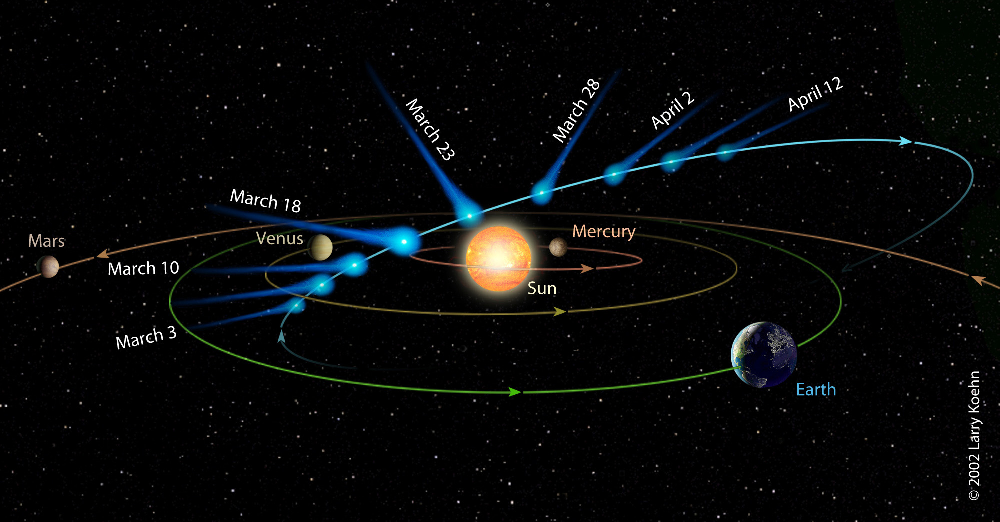 March 23
March 28
April 2
April 12
March 18
Venus
Mercury
Mars
March 10
Sun
March 3
Earth
© 2002 Larry Koehn